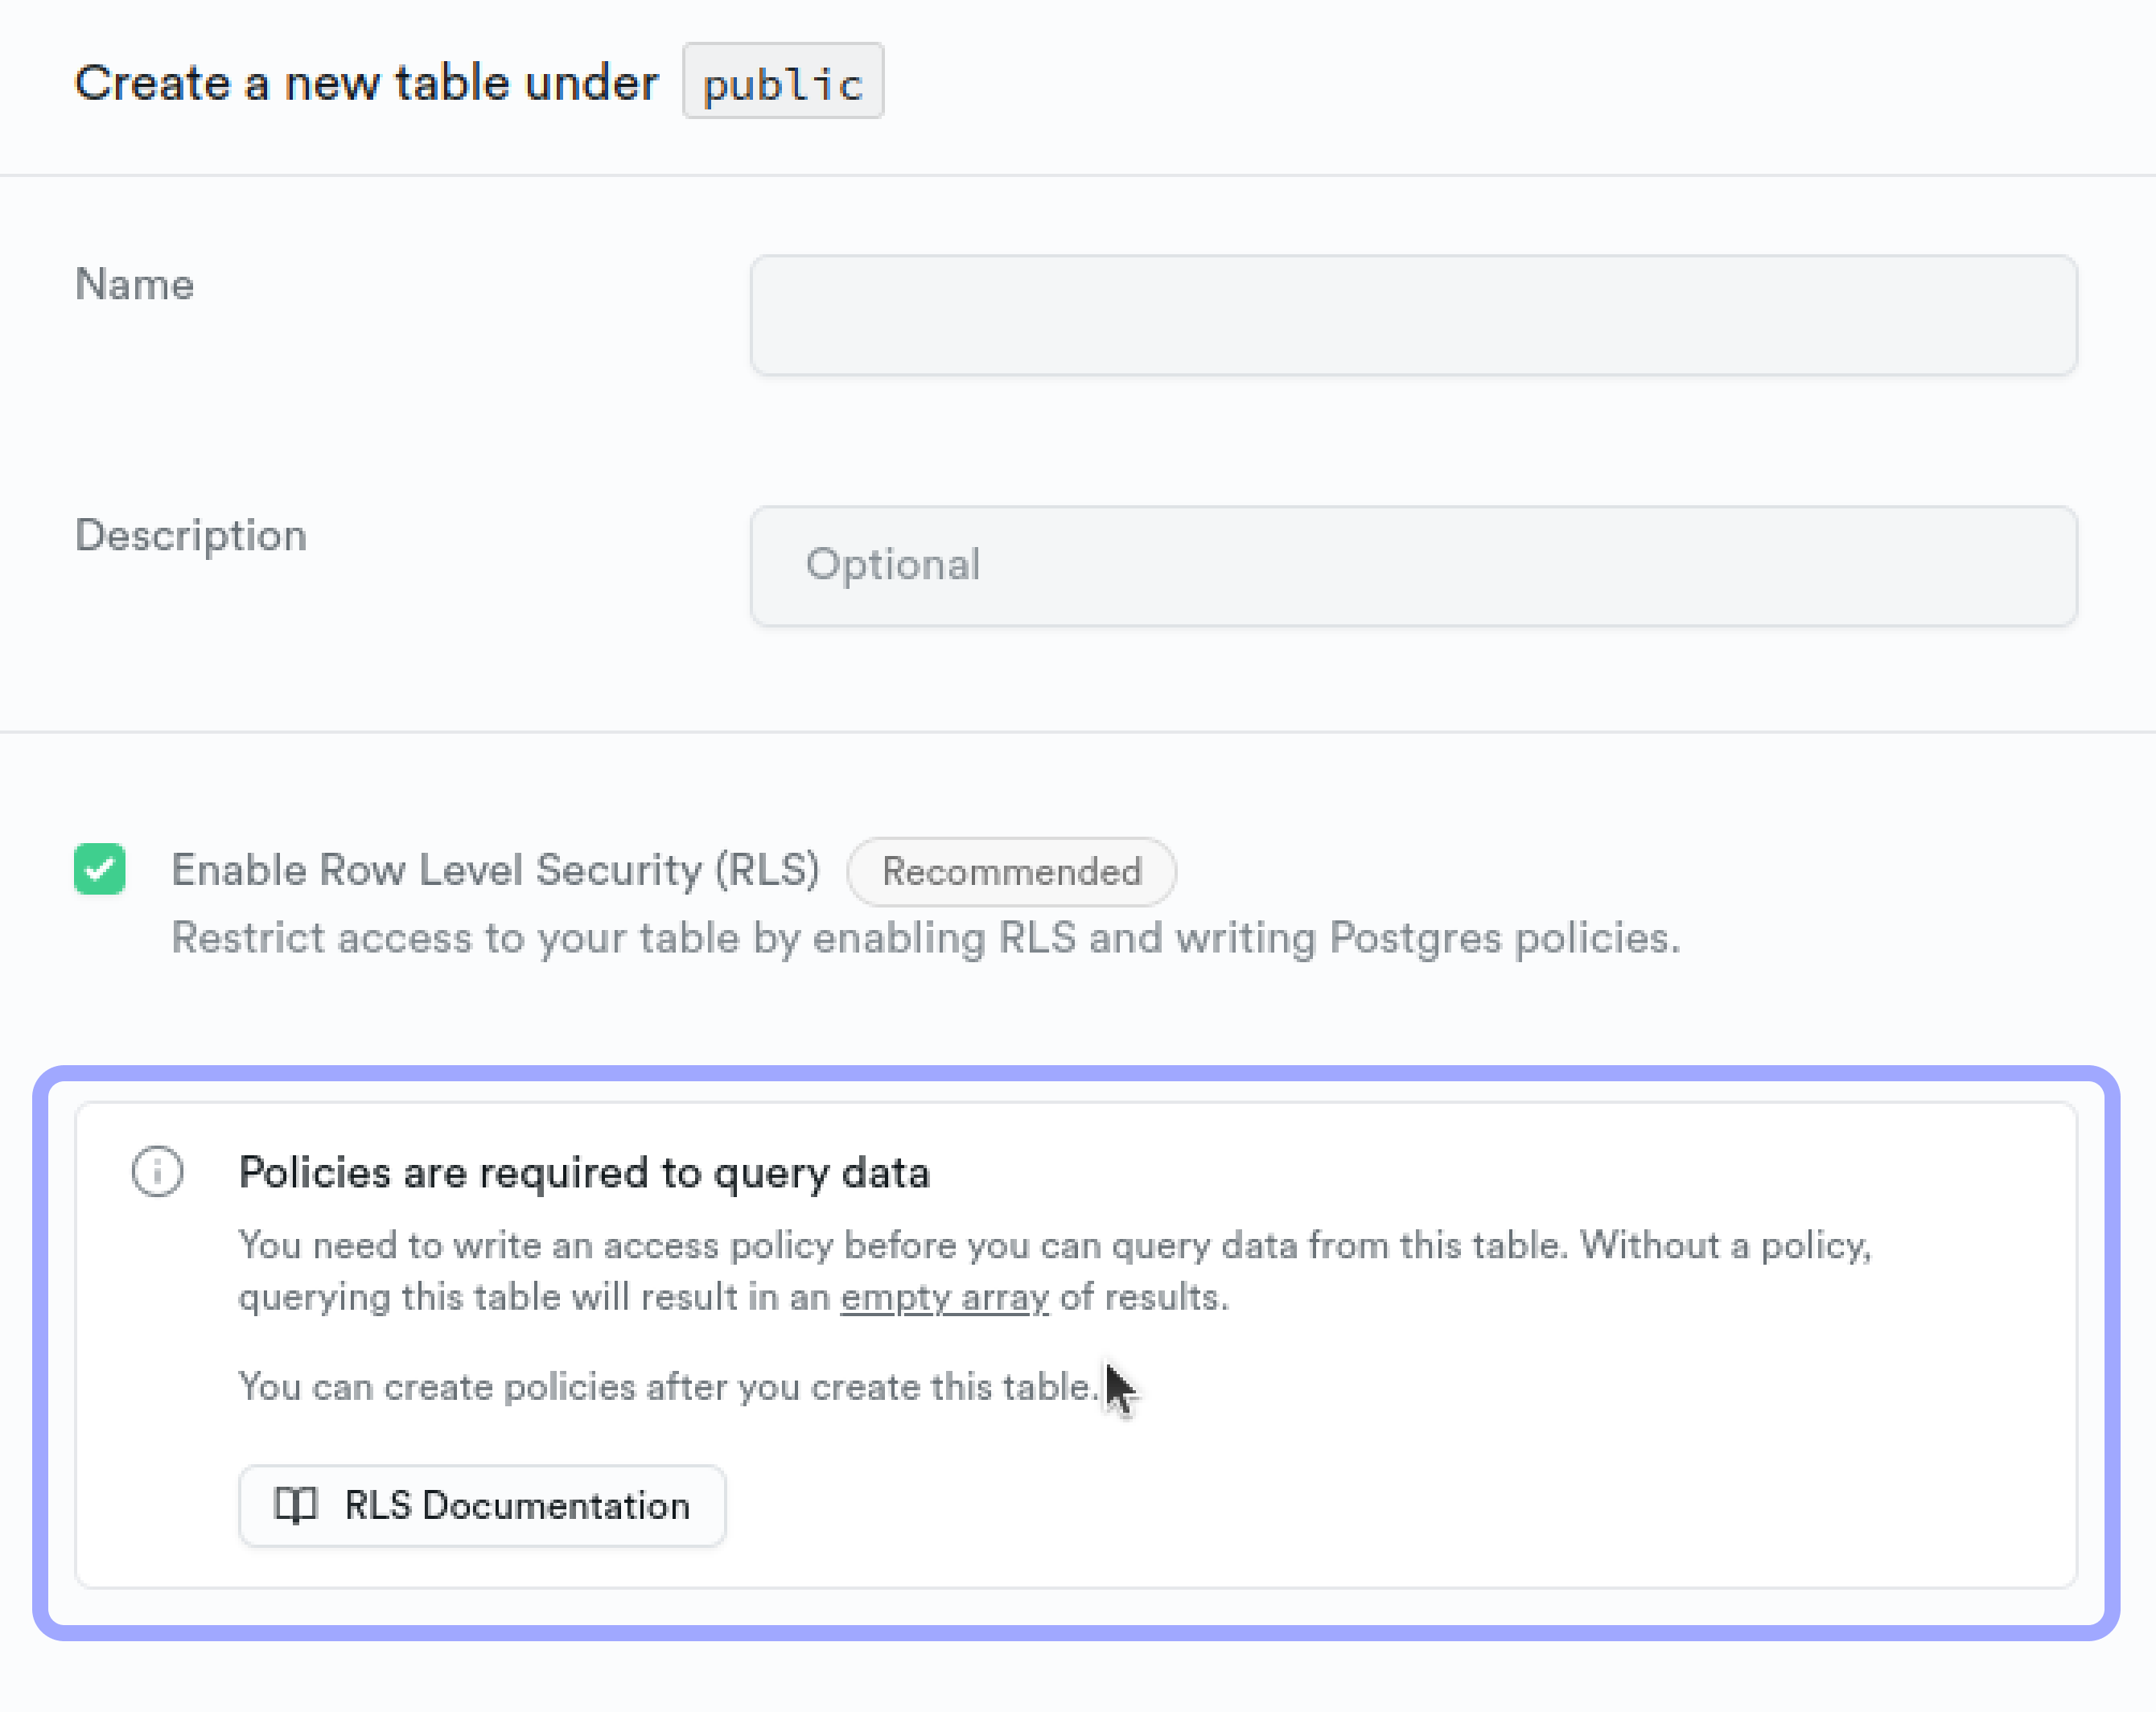 Create a new table under public
Name
Description
Optional
Enable Row Level Security (RLS) Recommended
Restrict access to your table by enabling RLS and writing Postgres policies.
Policies are required to query data
You need to write an access policy before you can query data from this table. Without a policy,
querying this table will result in an empty array of results.
You can create policies after you create this table.
RLS Documentation